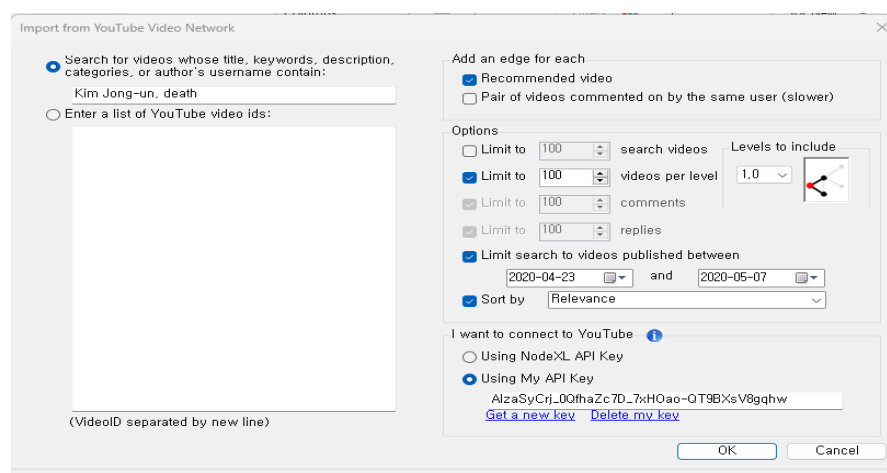 Import from YouTube Video Network
Search for videos whose title, keywords, description,
categories, or author's username contain:
Kim Jong-un, death
Enter a list of YouTube video ids:
(VideoID separated by new line)
Add an edge for each
Recommended video
Pair of videos commented on by the same user (slower)
Options
Limit to 100 search videos
Levels to include
Limit to 100 videos per level
1,0
Limit to 100 comments
Limit to 100 replies
Limit search to videos published between
2020-04-23 and 2020-05-07
Sort by Relevance
I want to connect to YouTube
Using NodeXL API Key
Using My API Key
AIzaSyCrj_0QfhaZc7D_7xHOao-QT9BXsV8gqhw
Get a new key Delete my key
OK Cancel